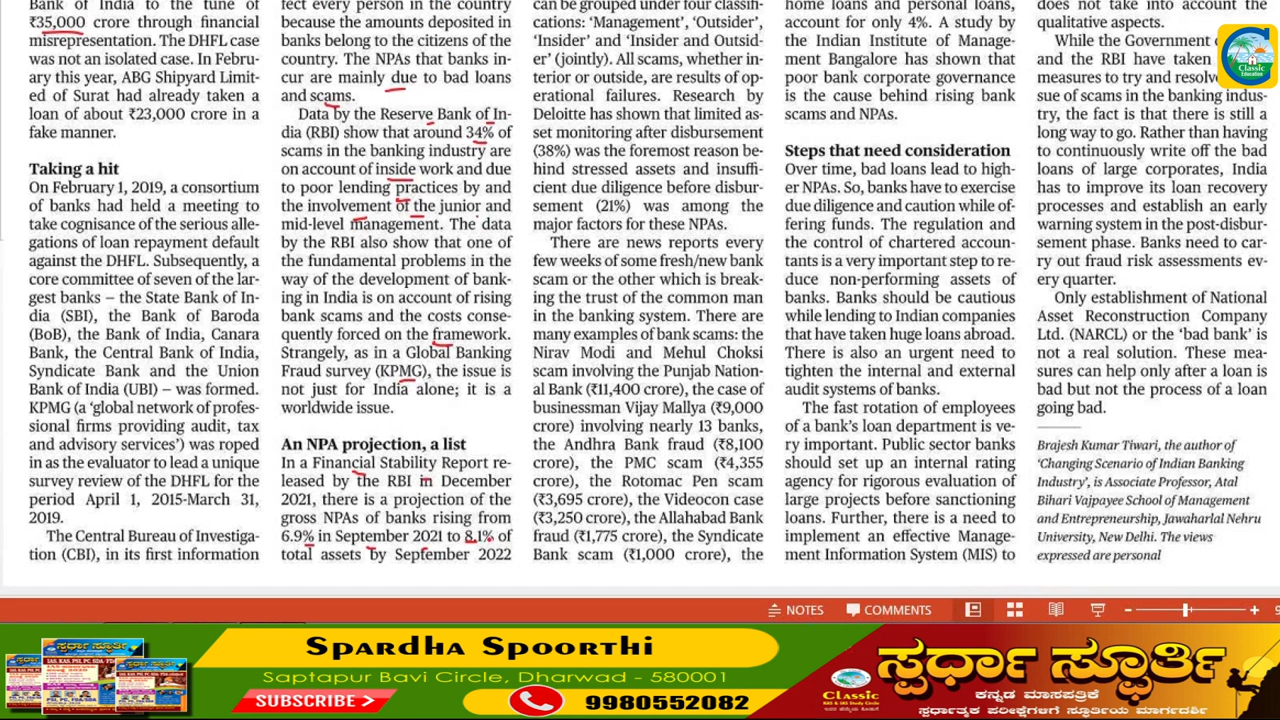 Bank of India to the tune of
₹35,000 crore through financial
misrepresentation. The DHFL case
was not an isolated case. In Febru-
ary this year, ABG Shipyard Limit-
ed of Surat had already taken a
loan of about ₹23,000 crore in a
fake manner.
Taking a hit
On February 1, 2019, a consortium
of banks had held a meeting to
take cognisance of the serious alle-
gations of loan repayment default
against the DHFL. Subsequently, a
core committee of seven of the lar-
gest banks – the State Bank of In-
dia (SBI), the Bank of Baroda
(BoB), the Bank of India, Canara
Bank, the Central Bank of India,
Syndicate Bank and the Union
Bank of India (UBI) – was formed.
KPMG (a ‘global network of profes-
sional firms providing audit, tax
and advisory services’) was roped
in as the evaluator to lead a unique
survey review of the DHFL for the
period April 1, 2015-March 31,
2019.
The Central Bureau of Investiga-
tion (CBI), in its first information
fect every person in the country
because the amounts deposited in
banks belong to the citizens of the
country. The NPAs that banks in-
cur are mainly due to bad loans
and scams.
Data by the Reserve Bank of In-
dia (RBI) show that around 34% of
scams in the banking industry are
on account of inside work and due
to poor lending practices by and
the involvement of the junior and
mid-level management. The data
by the RBI also show that one of
the fundamental problems in the
way of the development of bank-
ing in India is on account of rising
bank scams and the costs conse-
quently forced on the framework.
Strangely, as in a Global Banking
Fraud survey (KPMG), the issue is
not just for India alone; it is a
worldwide issue.
An NPA projection, a list
In a Financial Stability Report re-
leased by the RBI in December
2021, there is a projection of the
gross NPAs of banks rising from
6.9% in September 2021 to 8.1% of
total assets by September 2022
can be grouped under four classifi-
cations: ‘Management’, ‘Outsider’,
‘Insider’ and ‘Insider and Outsid-
er’ (jointly). All scams, whether in-
sider or outside, are results of op-
erational failures. Research by
Deloitte has shown that limited as-
set monitoring after disbursement
(38%) was the foremost reason be-
hind stressed assets and insuffi-
cient due diligence before disbur-
sement (21%) was among the
major factors for these NPAs.
There are news reports every
few weeks of some fresh/new bank
scam or the other which is break-
ing the trust of the common man
in the banking system. There are
many examples of bank scams: the
Nirav Modi and Mehul Choksi
scam involving the Punjab Nation-
al Bank (₹11,400 crore), the case of
businessman Vijay Mallya (₹9,000
crore) involving nearly 13 banks,
the Andhra Bank fraud (₹8,100
crore), the PMC scam (₹4,355
crore), the Rotomac Pen scam
(₹3,695 crore), the Videocon case
(₹3,250 crore), the Allahabad Bank
fraud (₹1,775 crore), the Syndicate
Bank scam (₹1,000 crore), the
home loans and personal loans,
account for only 4%. A study by
the Indian Institute of Manage-
ment Bangalore has shown that
poor bank corporate governance
is the cause behind rising bank
scams and NPAs.
Steps that need consideration
Over time, bad loans lead to high-
er NPAs. So, banks have to exercise
due diligence and caution while of-
fering funds. The regulation and
the control of chartered accoun-
tants is a very important step to re-
duce non-performing assets of
banks. Banks should be cautious
while lending to Indian companies
that have taken huge loans abroad.
There is also an urgent need to
tighten the internal and external
audit systems of banks.
The fast rotation of employees
of a bank’s loan department is ve-
ry important. Public sector banks
should set up an internal rating
agency for rigorous evaluation of
large projects before sanctioning
loans. Further, there is a need to
implement an effective Manage-
ment Information System (MIS) to
does not take into account the
qualitative aspects.
While the Government
and the RBI have taken
measures to try and resolve
sue of scams in the banking indus-
try, the fact is that there is still a
long way to go. Rather than having
to continuously write off the bad
loans of large corporates, India
has to improve its loan recovery
processes and establish an early
warning system in the post-disbur-
sement phase. Banks need to car-
ry out fraud risk assessments ev-
ery quarter.
Only establishment of National
Asset Reconstruction Company
Ltd. (NARCL) or the ‘bad bank’ is
not a real solution. These mea-
sures can help only after a loan is
bad but not the process of a loan
going bad.
Brajesh Kumar Tiwari, the author of
‘Changing Scenario of Indian Banking
Industry’, is Associate Professor, Atal
Bihari Vajpayee School of Management
and Entrepreneurship, Jawaharlal Nehru
University, New Delhi. The views
expressed are personal
Classic
Education
NOTES
COMMENTS
Spardha Spoorthi
Saptapur Bavi Circle, Dharwad - 580001
SUBSCRIBE
9980552082
Classic
KAS & IAS Study Circle
ಸ್ಪರ್ಧಾ ಸ್ಫೂರ್ತಿ
ಕನ್ನಡ ಮಾಸಪತ್ರಿಕೆ
ಸ್ಪರ್ಧಾತ್ಮಕ ಪರೀಕ್ಷೆಗಳಿಗೆ ಸ್ಫೂರ್ತಿಯ ಮಾರ್ಗದರ್ಶಿ